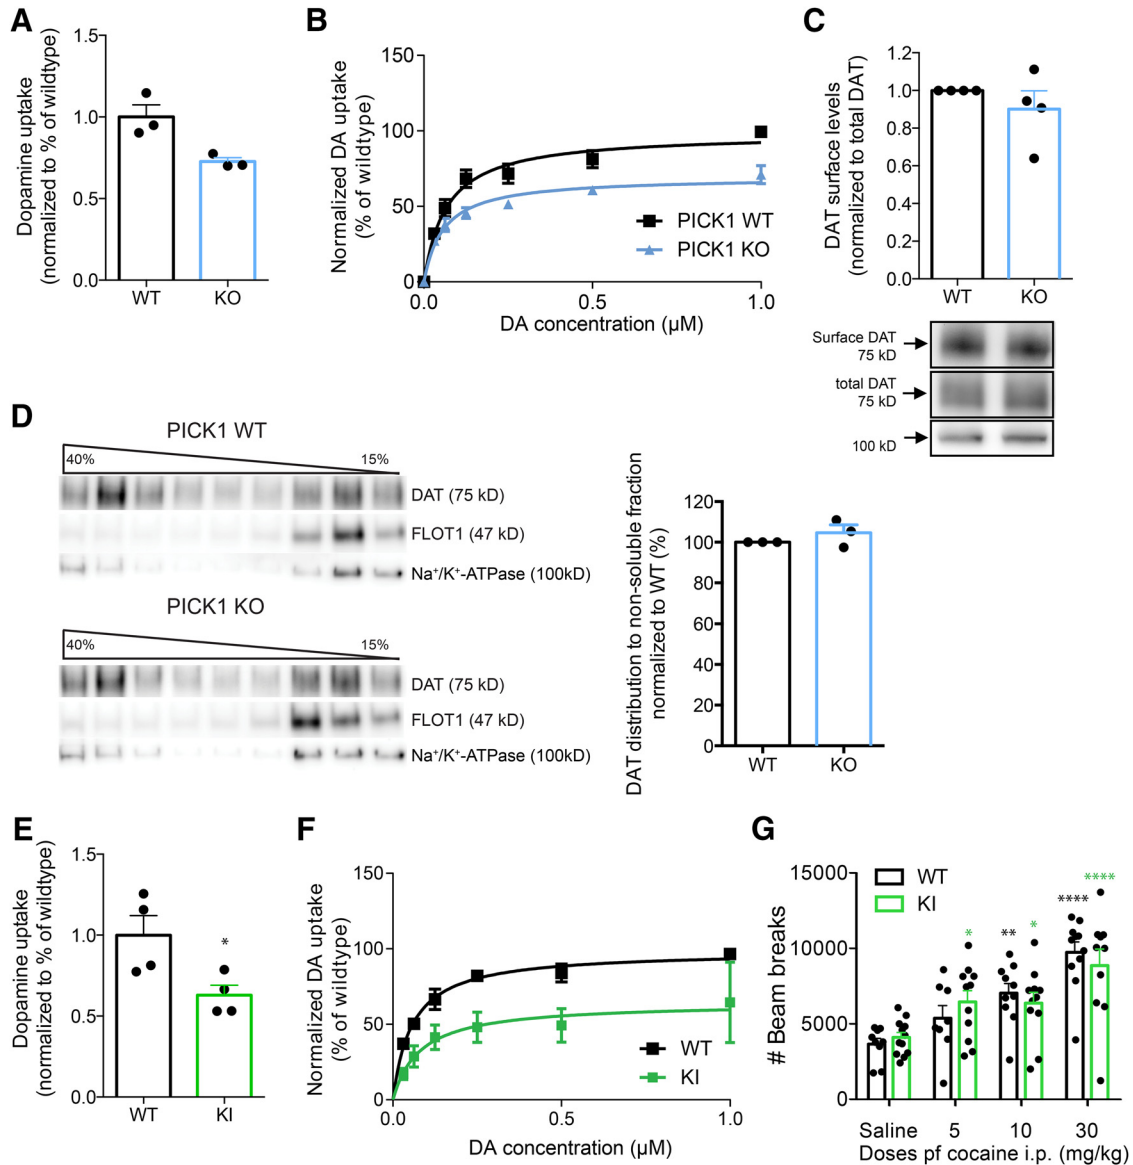 A
Dopamine uptake
(normalized to % of wildtype)
1.5
1.0
0.5
0.0
WT
KO
B
Normalized DA uptake
(% of wildtype)
150
100
50
0
PICK1 WT
PICK1 KO
0.0
0.5
1.0
DA concentration (µM)
C
DAT surface levels
(normalized to total DAT)
1.2
1.0
0.8
0.6
0.4
0.2
0.0
WT
KO
Surface DAT
75 kD
total DAT
75 kD
100 kD
D
PICK1 WT
40%
15%
DAT (75 kD)
FLOT1 (47 kD)
Na⁺/K⁺-ATPase (100kD)
PICK1 KO
40%
15%
DAT (75 kD)
FLOT1 (47 kD)
Na⁺/K⁺-ATPase (100kD)
DAT distribution to non-soluble fraction
normalized to WT (%)
120
100
80
60
40
20
0
WT
KO
E
Dopamine uptake
(normalized to % of wildtype)
1.5
1.0
0.5
0.0
*
WT
KI
F
Normalized DA uptake
(% of wildtype)
150
100
50
0
WT
KI
0.0
0.5
1.0
DA concentration (µM)
G
# Beam breaks
15000
10000
5000
0
WT
KI
*
**
*
****
****
Saline
5
10
30
Doses pf cocaine i.p. (mg/kg)